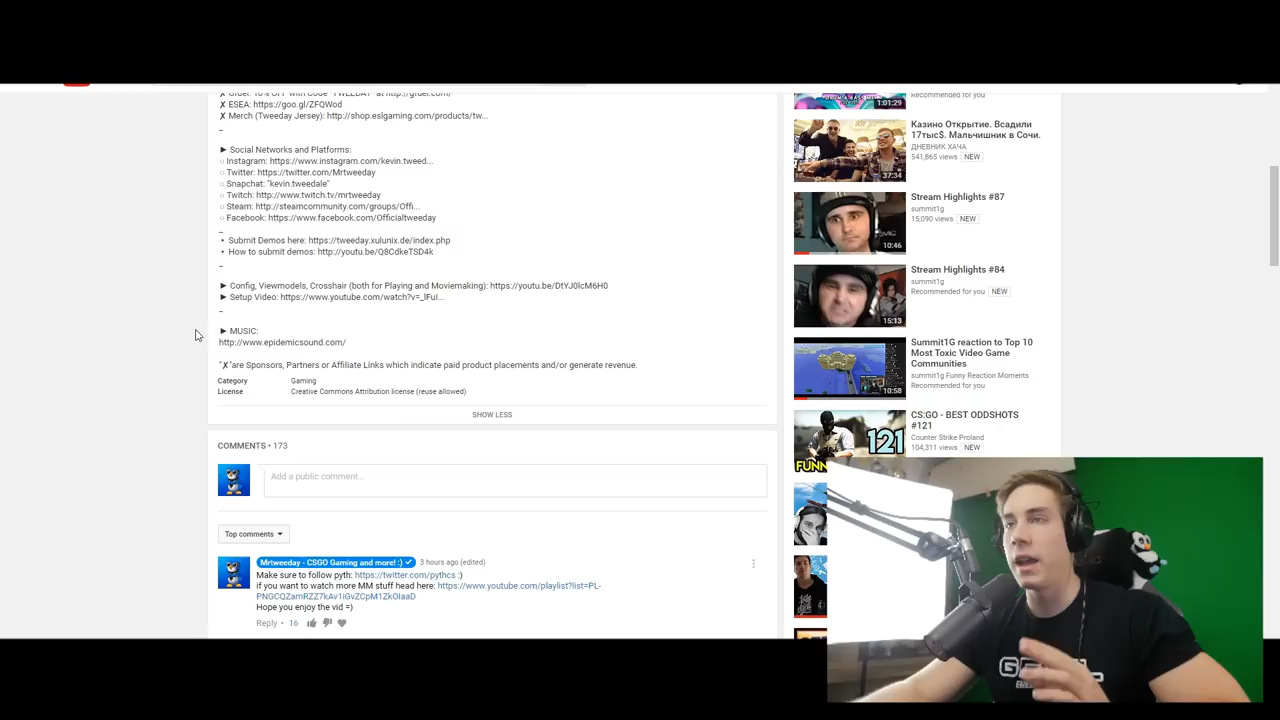 ✗ ESEA: https://goo.gl/ZFQWod
✗ Merch (Tweeday Jersey): http://shop.eslgaming.com/products/tw...
–
► Social Networks and Platforms:
○ Instagram: https://www.instagram.com/kevin.tweed...
○ Twitter: https://twitter.com/Mrtweeday
○ Snapchat: "kevin.tweedale"
○ Twitch: http://www.twitch.tv/mrtweeday
○ Steam: http://steamcommunity.com/groups/Offi...
○ Facebook: https://www.facebook.com/Officialtweeday
–
‣ Submit Demos here: https://tweeday.xulunix.de/index.php
‣ How to submit demos: http://youtu.be/Q8CdkeTSD4k
–
► Config, Viewmodels, Crosshair (both for Playing and Moviemaking): https://youtu.be/DtYJ0lcM6H0
► Setup Video: https://www.youtube.com/watch?v=_lFuI...
–
► MUSIC:
http://www.epidemicsound.com/
"✗"are Sponsors, Partners or Affiliate Links which indicate paid product placements and/or generate revenue.
Category Gaming
License Creative Commons Attribution license (reuse allowed)
SHOW LESS
COMMENTS • 173
Add a public comment...
Top comments
Mrtweeday - CSGO Gaming and more! :) 3 hours ago (edited)
Make sure to follow pyth: https://twitter.com/pythcs :)
if you want to watch more MM stuff head here: https://www.youtube.com/playlist?list=PL-
PNGCQZamRZZ7kAv1iGvZCpM1ZkOIaaD
Hope you enjoy the vid =)
Reply • 16
1:01:29
Recommended for you
Казино Открытие. Всадили
17тыс$. Мальчишник в Сочи.
ДНЕВНИК ХАЧА
541,865 views NEW
37:34
Stream Highlights #87
summit1g
15,090 views NEW
10:46
Stream Highlights #84
summit1g
Recommended for you NEW
15:13
Summit1G reaction to Top 10
Most Toxic Video Game
Communities
summit1g Funny Reaction Moments
Recommended for you
10:58
CS:GO - BEST ODDSHOTS
#121
Counter Strike Proland
104,311 views NEW
121